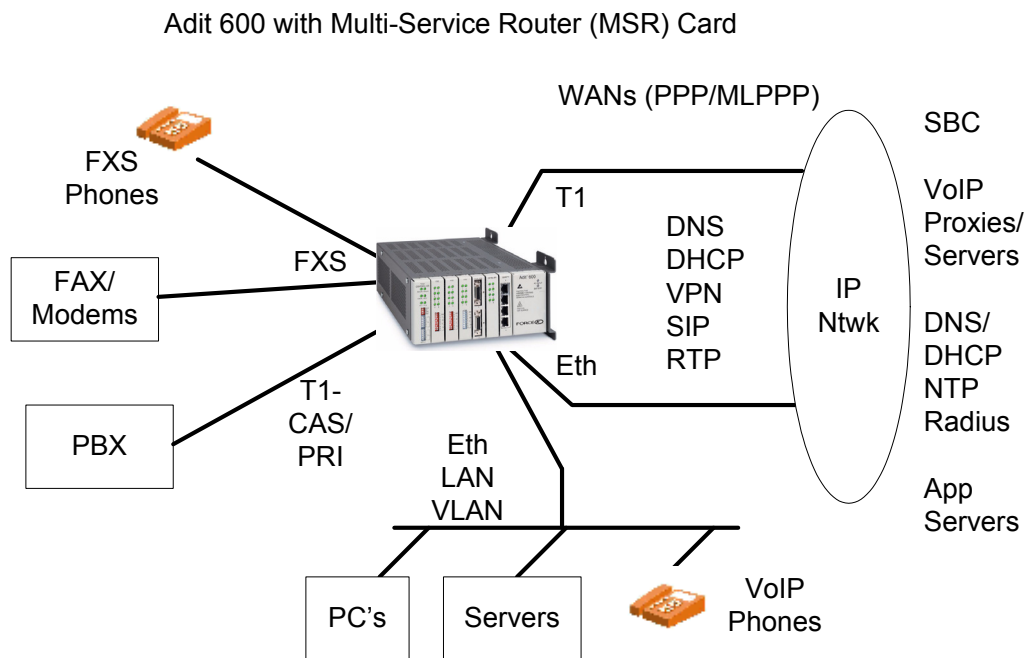 Adit 600 with Multi-Service Router (MSR) Card
WANs (PPP/MLPPP)
SBC
FXS
Phones
T1
VoIP
Proxies/
Servers
DNS
DHCP
VPN
SIP
RTP
FXS
FAX/
Modems
IP
Ntwk
DNS/
DHCP
NTP
Radius
Eth
T1-
CAS/
PRI
PBX
Eth
LAN
VLAN
App
Servers
PC's
Servers
VoIP
Phones